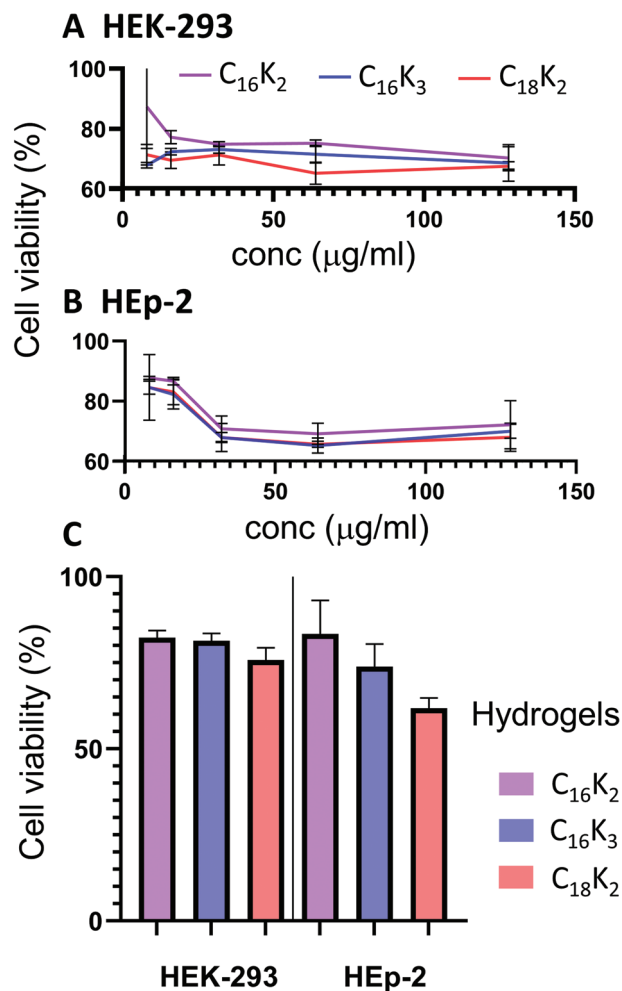 A HEK-293
C₁₆K₂ C₁₆K₃ C₁₈K₂
100
80
60
0 50 100 150
conc (μg/ml)
Cell viability (%)
B HEp-2
100
80
60
0 50 100 150
conc (μg/ml)
C
100
50
0
Cell viability (%)
HEK-293 HEp-2
Hydrogels
C₁₆K₂
C₁₆K₃
C₁₈K₂